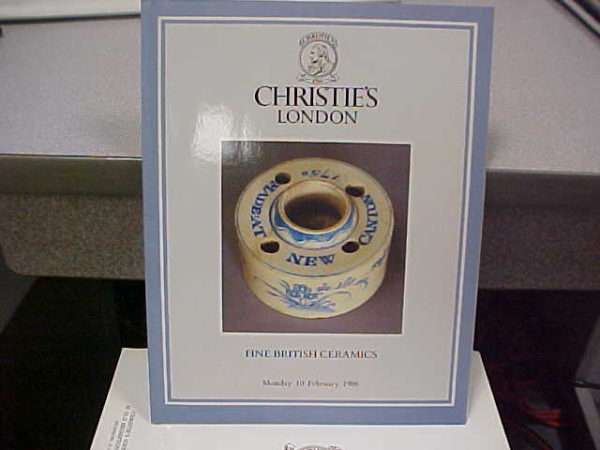 CHRISTIE'S
LONDON
MADE·AT
NEW
CANTON
FINE BRITISH CERAMICS
Monday 10 February 1986